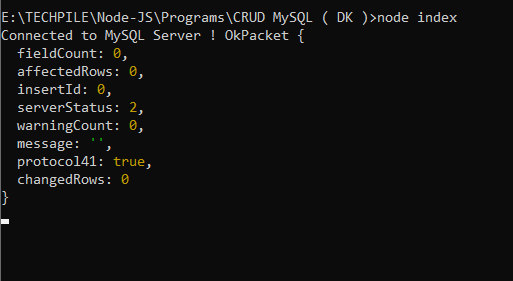 E:\TECHPILE\Node-JS\Programs\CRUD MySQL ( DK )>node index
Connected to MySQL Server ! OkPacket {
  fieldCount: 0,
  affectedRows: 0,
  insertId: 0,
  serverStatus: 2,
  warningCount: 0,
  message: '',
  protocol41: true,
  changedRows: 0
}